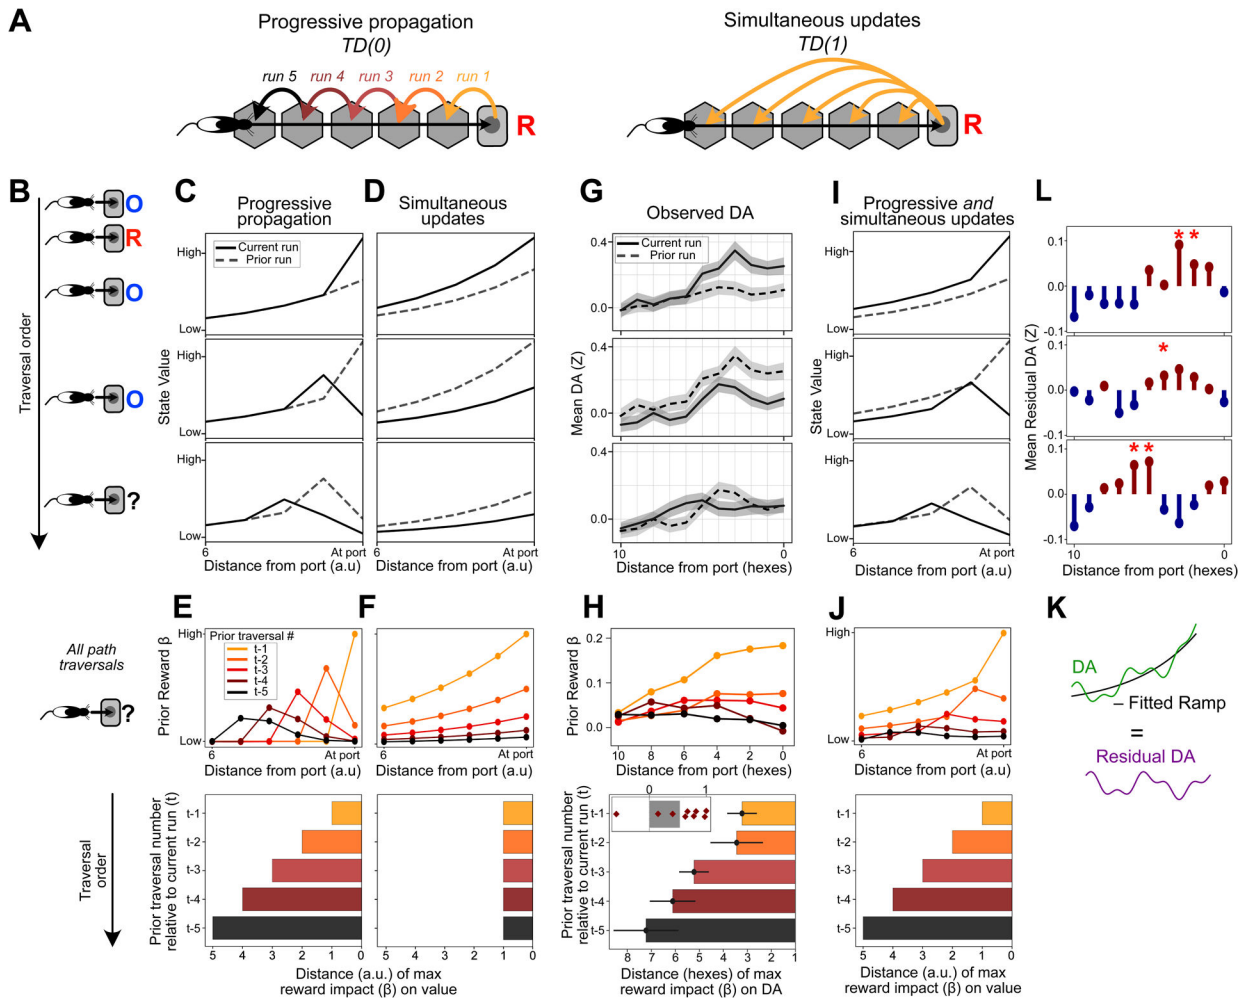 A
Progressive propagation
TD(0)
run 5 run 4 run 3 run 2 run 1
R
Simultaneous updates
TD(1)
R
B
Traversal order
O
R
O
O
?
C
Progressive
propagation
High
Current run
Prior run
Low
High
State Value
Low
High
Low
6
At port
Distance from port (a.u)
D
Simultaneous
updates
6
At port
Distance from port (a.u)
G
Observed DA
0.4
Current run
Prior run
0.0
0.4
Mean DA (Z)
0.0
0.4
0.0
10
0
Distance from port (hexes)
I
Progressive and
simultaneous updates
High
Low
High
State Value
Low
High
Low
6
At port
Distance from port (a.u)
L
0.1
* *
0.0
-0.1
0.1
*
Mean Residual DA (Z)
0.0
-0.1
0.1
* *
0.0
10
0
Distance from port (hexes)
All path
traversals
?
Traversal
order
E
High
Prior traversal #
t-1
t-2
t-3
t-4
t-5
Prior Reward β
Low
6
At port
Distance from port (a.u)
F
6
At port
Distance from port (a.u)
H
0.2
0.1
0.0
Prior Reward β
10 8 6 4 2 0
Distance from port (hexes)
J
High
Low
6
At port
Distance from port (a.u)
K
DA
– Fitted Ramp
=
Residual DA
Prior traversal number
relative to current run (t)
t-1
t-2
t-3
t-4
t-5
5 4 3 2 1 0
5 4 3 2 1 0
Distance (a.u.) of max
reward impact (β) on value
Prior traversal number
relative to current run (t)
0 1
t-1
t-2
t-3
t-4
t-5
8 7 6 5 4 3 2 1
Distance (hexes) of max
reward impact (β) on DA
t-1
t-2
t-3
t-4
t-5
5 4 3 2 1 0
Distance (a.u.) of max
reward impact (β) on value